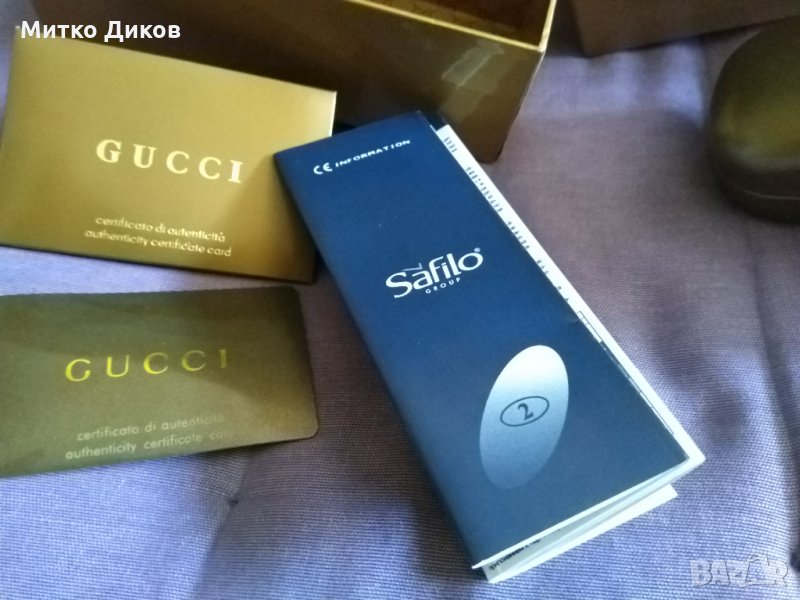 Митко Диков
GUCCI
certificato di autenticità
authenticity certificate card
GUCCI
certificato di autenticità
authenticity certificate
CE INFORMATION
Safilo®
GROUP
2
BAZAR